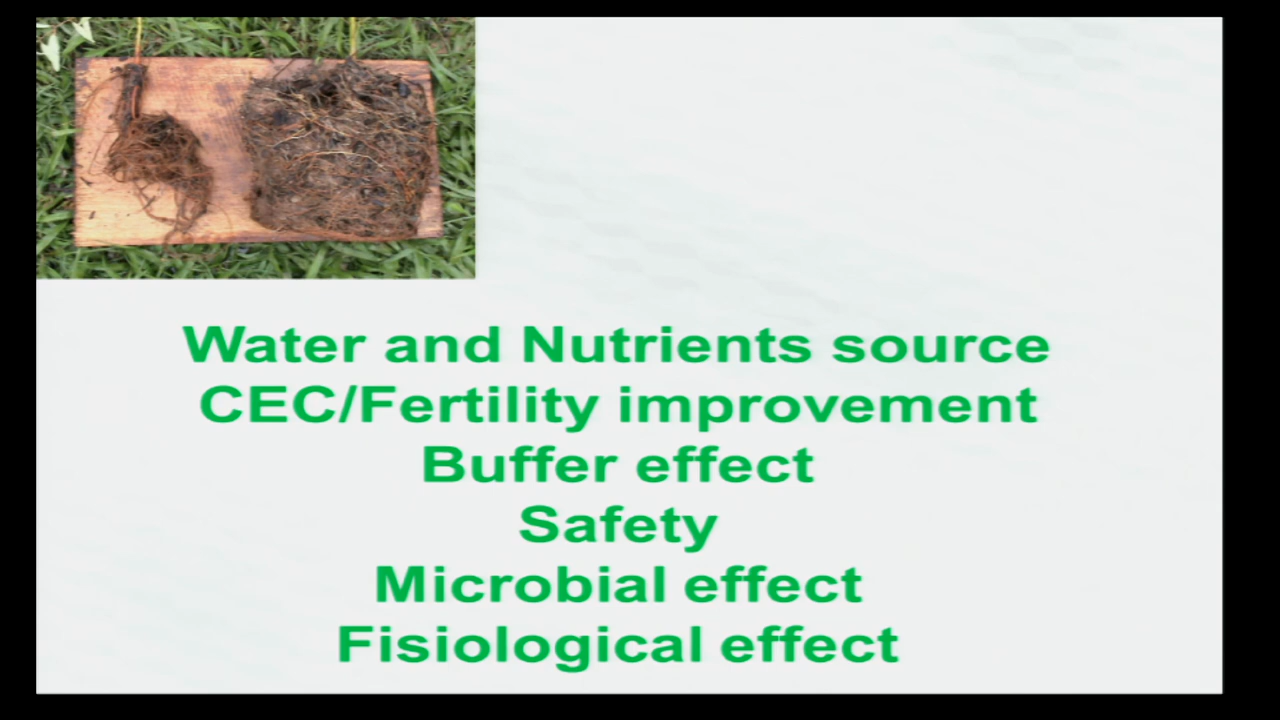 Water and Nutrients source
CEC/Fertility improvement
Buffer effect
Safety
Microbial effect
Fisiological effect